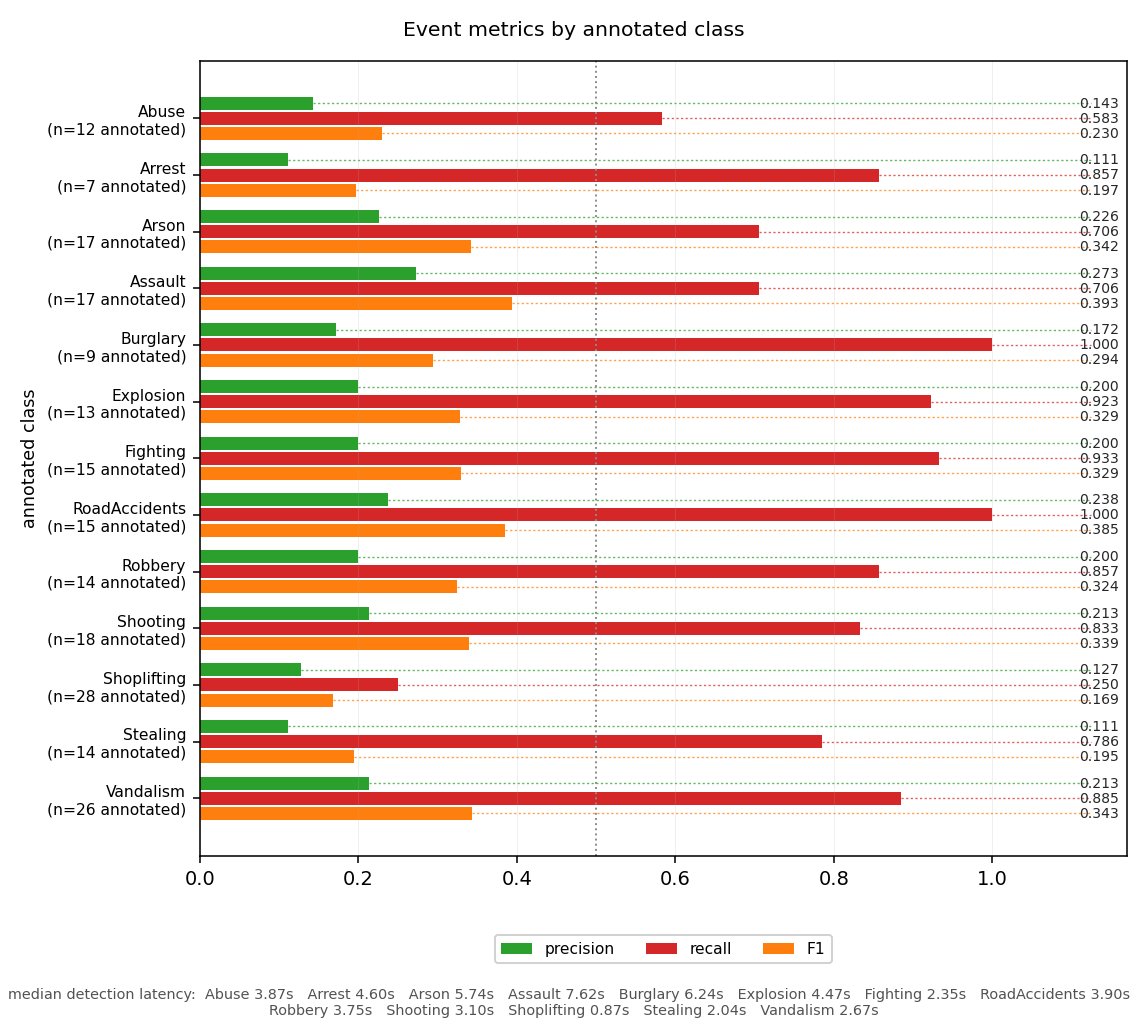 Event metrics by annotated class
annotated class
Abuse
(n=12 annotated)
0.143
0.583
0.230
Arrest
(n=7 annotated)
0.111
0.857
0.197
Arson
(n=17 annotated)
0.226
0.706
0.342
Assault
(n=17 annotated)
0.273
0.706
0.393
Burglary
(n=9 annotated)
0.172
1.000
0.294
Explosion
(n=13 annotated)
0.200
0.923
0.329
Fighting
(n=15 annotated)
0.200
0.933
0.329
RoadAccidents
(n=15 annotated)
0.238
1.000
0.385
Robbery
(n=14 annotated)
0.200
0.857
0.324
Shooting
(n=18 annotated)
0.213
0.833
0.339
Shoplifting
(n=28 annotated)
0.127
0.250
0.169
Stealing
(n=14 annotated)
0.111
0.786
0.195
Vandalism
(n=26 annotated)
0.213
0.885
0.343
0.0 0.2 0.4 0.6 0.8 1.0
precision recall F1
median detection latency: Abuse 3.87s Arrest 4.60s Arson 5.74s Assault 7.62s Burglary 6.24s Explosion 4.47s Fighting 2.35s RoadAccidents 3.90s
Robbery 3.75s Shooting 3.10s Shoplifting 0.87s Stealing 2.04s Vandalism 2.67s